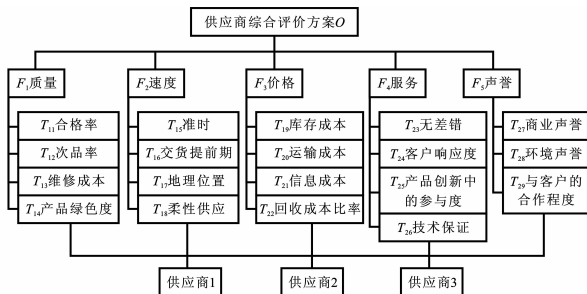 供应商综合评价方案O
F₁质量
F₂速度
F₃价格
F₄服务
F₅声誉
T₁₁合格率
T₁₂次品率
T₁₃维修成本
T₁₄产品绿色度
T₁₅准时
T₁₆交货提前期
T₁₇地理位置
T₁₈柔性供应
T₁₉库存成本
T₂₀运输成本
T₂₁信息成本
T₂₂回收成本比率
T₂₃无差错
T₂₄客户响应度
T₂₅产品创新中
的参与度
T₂₆技术保证
T₂₇商业声誉
T₂₈环境声誉
T₂₉与客户的
合作程度
供应商1
供应商2
供应商3